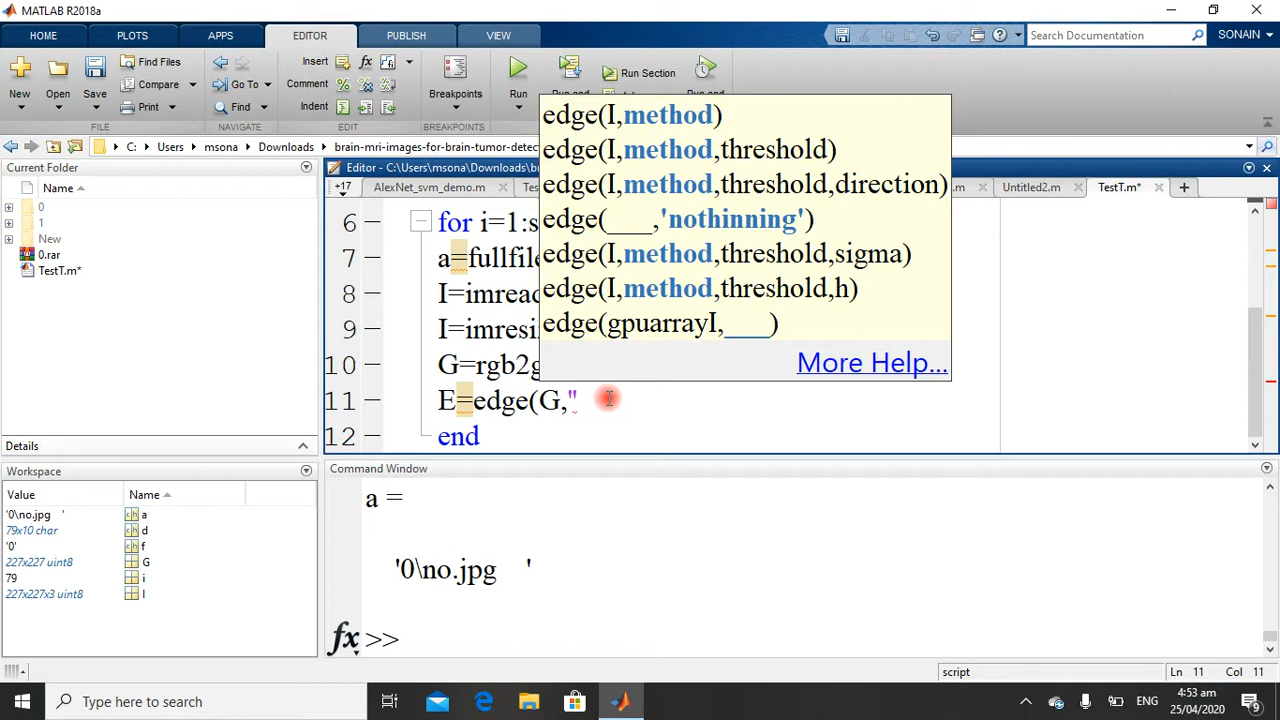 MATLAB R2018a
HOME
PLOTS
APPS
EDITOR
PUBLISH
VIEW
Search Documentation
SONAIN
New
Open
Save
Find Files
Compare
Print
Go To
Find
Insert
fx
Comment
Indent
Breakpoints
Run
Run Section
FILE
NAVIGATE
EDIT
BREAKPOINTS
C:
Users
msona
Downloads
brain-mri-images-for-brain-tumor-detec
Current Folder
Name
0
1
New
0.rar
TestT.m*
Details
Workspace
Value
Name
'0\no.jpg '
a
79x10 char
d
'0'
f
227x227 uint8
G
79
i
227x227x3 uint8
I
Editor - C:\Users\msona\Downloads\b
+17
AlexNet_svm_demo.m
Untitled2.m
TestT.m*
edge(I,method)
edge(I,method,threshold)
edge(I,method,threshold,direction)
edge(____,'nothinning')
edge(I,method,threshold,sigma)
edge(I,method,threshold,h)
edge(gpuarrayI,____)
More Help...
6
for i=1:s
7
a=fullfile
8
I=imread
9
I=imresi
10
G=rgb2g
11
E=edge(G,"
12
end
Command Window
a =
'0\no.jpg '
fx >>
script
Ln 11
Col 11
Type here to search
ENG
4:53 am
25/04/2020
9